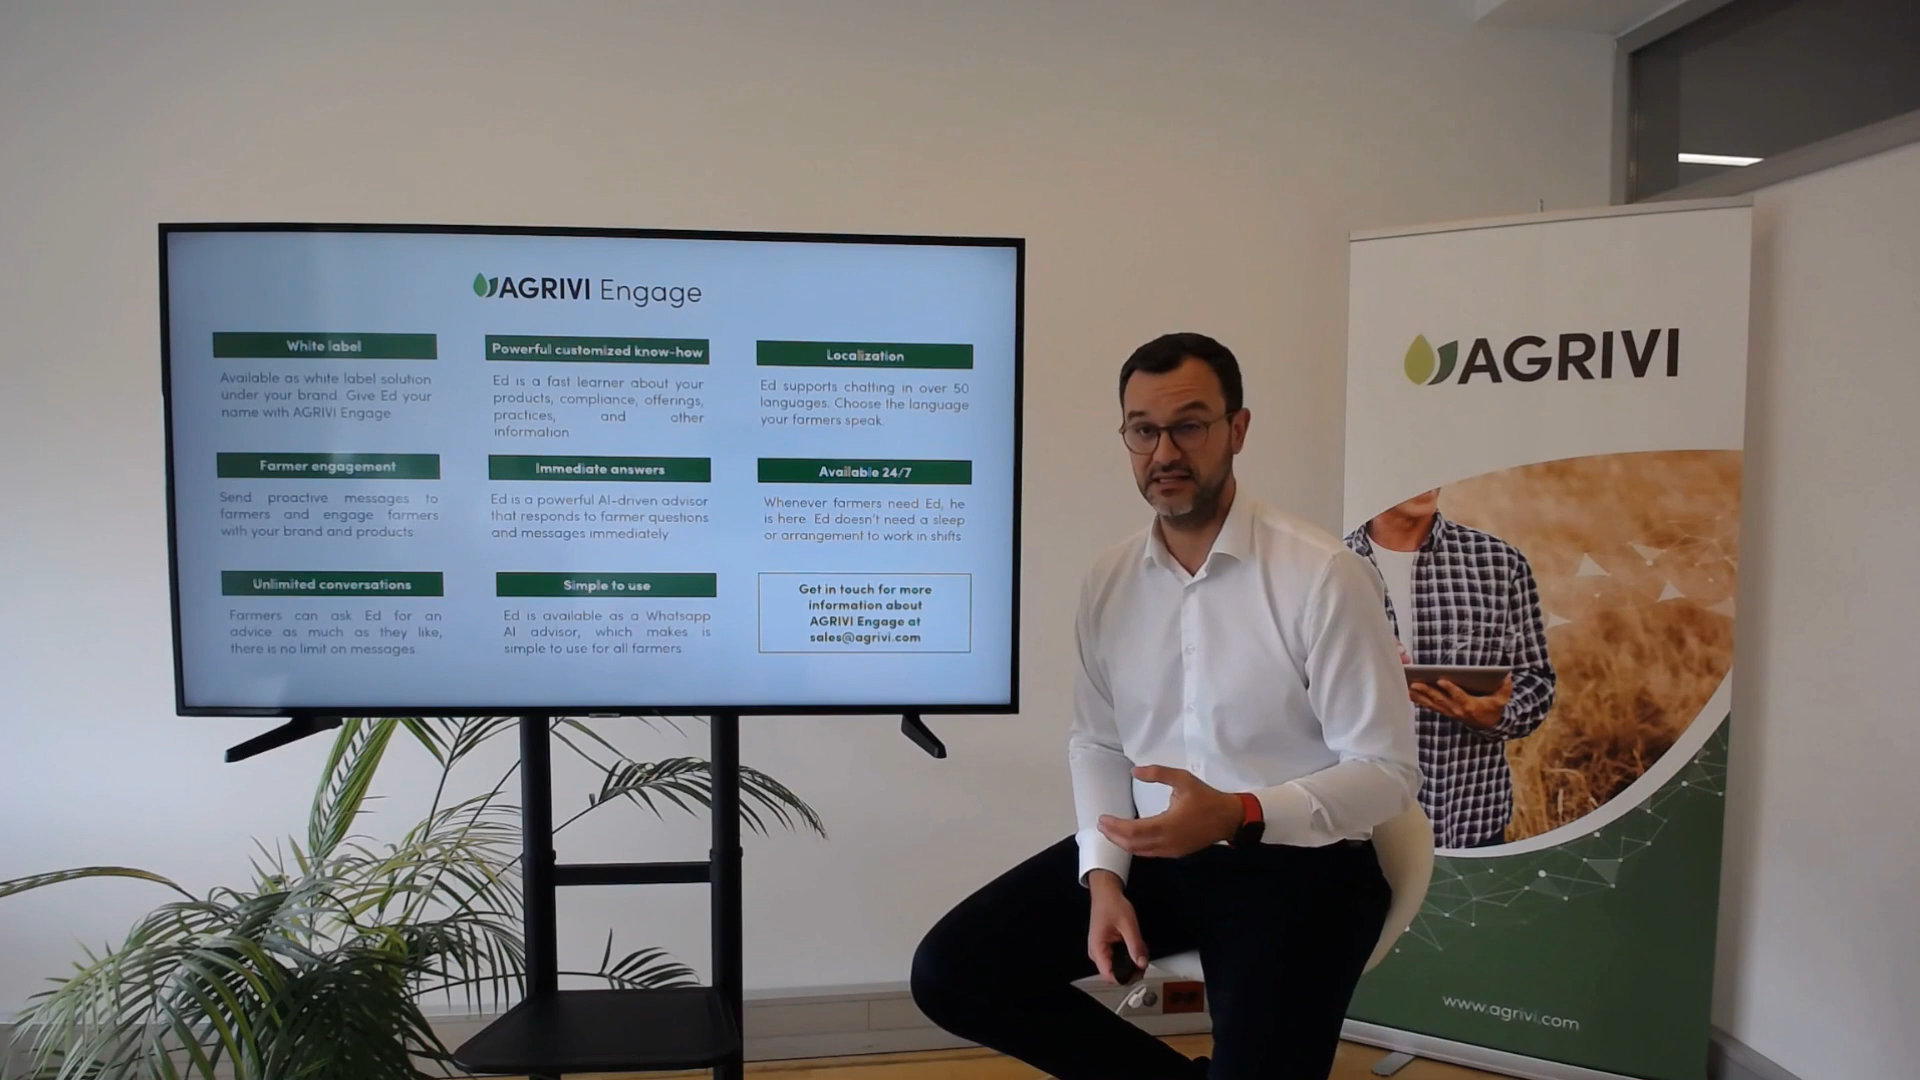 AGRIVI Engage
White label
Available as white label solution
under your brand. Give Ed your
name with AGRIVI Engage
Powerful customized know-how
Ed is a fast learner about your
products, compliance, offerings,
practices, and other
information
Localization
Ed supports chatting in over 50
languages. Choose the language
your farmers speak.
Farmer engagement
Send proactive messages to
farmers and engage farmers
with your brand and products
Immediate answers
Ed is a powerful AI-driven advisor
that responds to farmer questions
and messages immediately
Available 24/7
Whenever farmers need Ed, he
is here. Ed doesn't need a sleep
or arrangement to work in shifts
Unlimited conversations
Farmers can ask Ed for an
advice as much as they like,
there is no limit on messages
Simple to use
Ed is available as a Whatsapp
AI advisor, which makes is
simple to use for all farmers
Get in touch for more
information about
AGRIVI Engage at
sales@agrivi.com
AGRIVI
www.agrivi.com